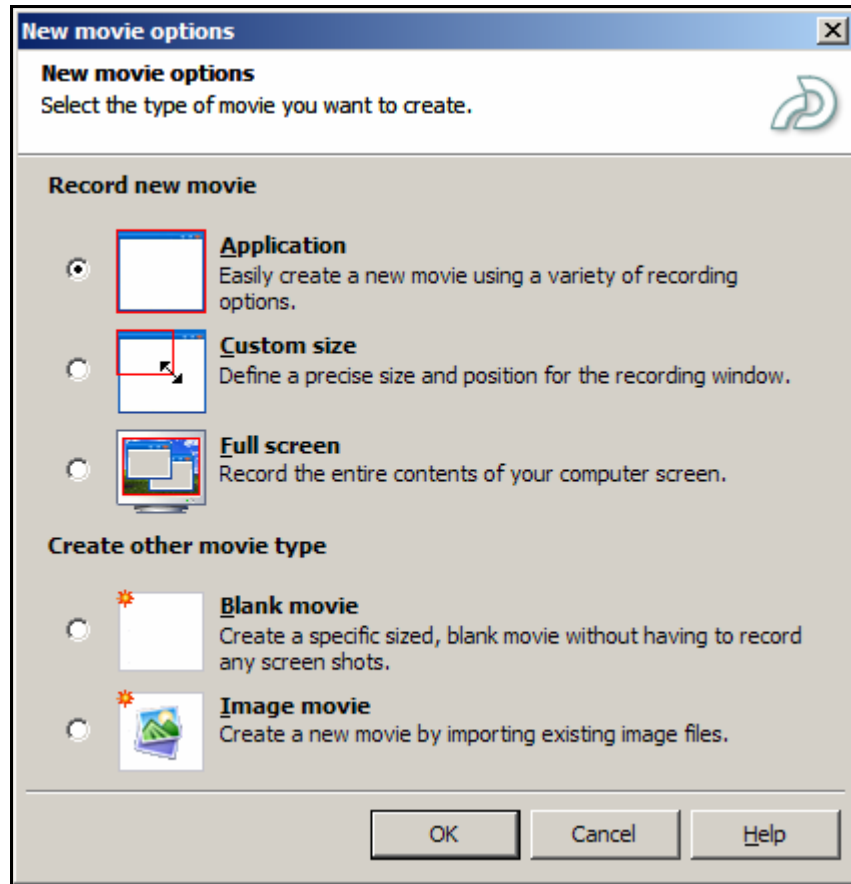 New movie options
New movie options
Select the type of movie you want to create.
Record new movie
Application
Easily create a new movie using a variety of recording
options.
Custom size
Define a precise size and position for the recording window.
Full screen
Record the entire contents of your computer screen.
Create other movie type
Blank movie
Create a specific sized, blank movie without having to record
any screen shots.
Image movie
Create a new movie by importing existing image files.
OK Cancel Help